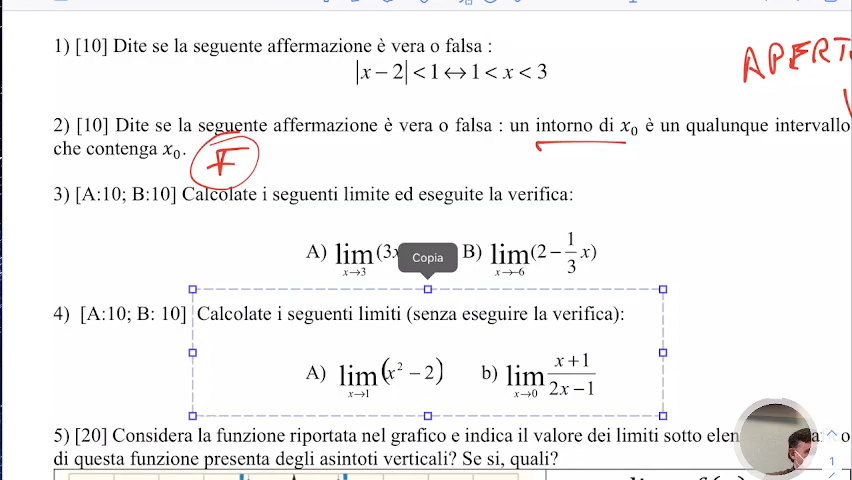 1) [10] Dite se la seguente affermazione è vera o falsa :
|x − 2| < 1 ↔ 1 < x < 3
APERT
2) [10] Dite se la seguente affermazione è vera o falsa : un intorno di x₀ è un qualunque intervallo
che contenga x₀.
F
3) [A:10; B:10] Calcolate i seguenti limite ed eseguite la verifica:
A) lim x→3 (3x B) lim x→−6 (2 − 1/3 x)
Copia
4) [A:10; B: 10] Calcolate i seguenti limiti (senza eseguire la verifica):
A) lim x→1 (x² − 2) b) lim x→0 x+1/2x−1
5) [20] Considera la funzione riportata nel grafico e indica il valore dei limiti sotto
di questa funzione presenta degli asintoti verticali? Se si, quali?
1